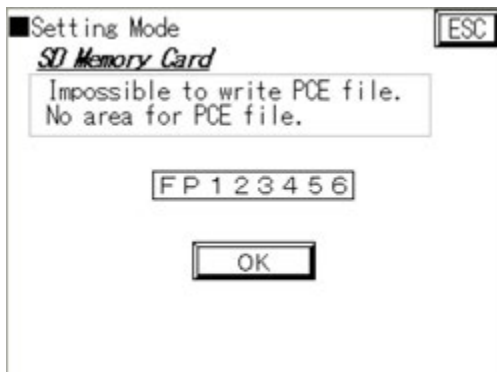 ■Setting Mode
ESC
SD Memory Card
Impossible to write PCE file.
No area for PCE file.
FP123456
OK